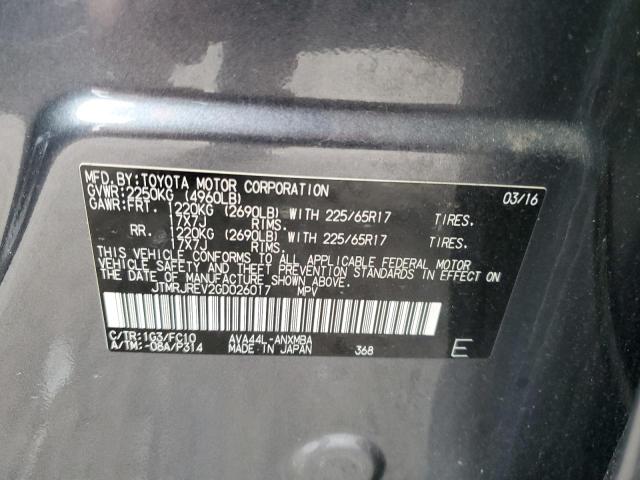 MFD.BY:TOYOTA MOTOR CORPORATION 03/16
GVWR:2250KG (4960LB)
GAWR:FRT. 1220KG (2690LB) WITH 225/65R17 TIRES.
17X7J RIMS.
RR. 1220KG (2690LB) WITH 225/65R17 TIRES.
17X7J RIMS.
THIS VEHICLE CONFORMS TO ALL APPLICABLE FEDERAL MOTOR
VEHICLE SAFETY AND THEFT PREVENTION STANDARDS IN EFFECT ON
THE DATE OF MANUFACTURE SHOWN ABOVE.
JTMRJREV2GD026017 MPV
C/TR:1G3/FC10 AVA44L-ANXMBA
A/TM:-08A/P314 MADE IN JAPAN 368 E